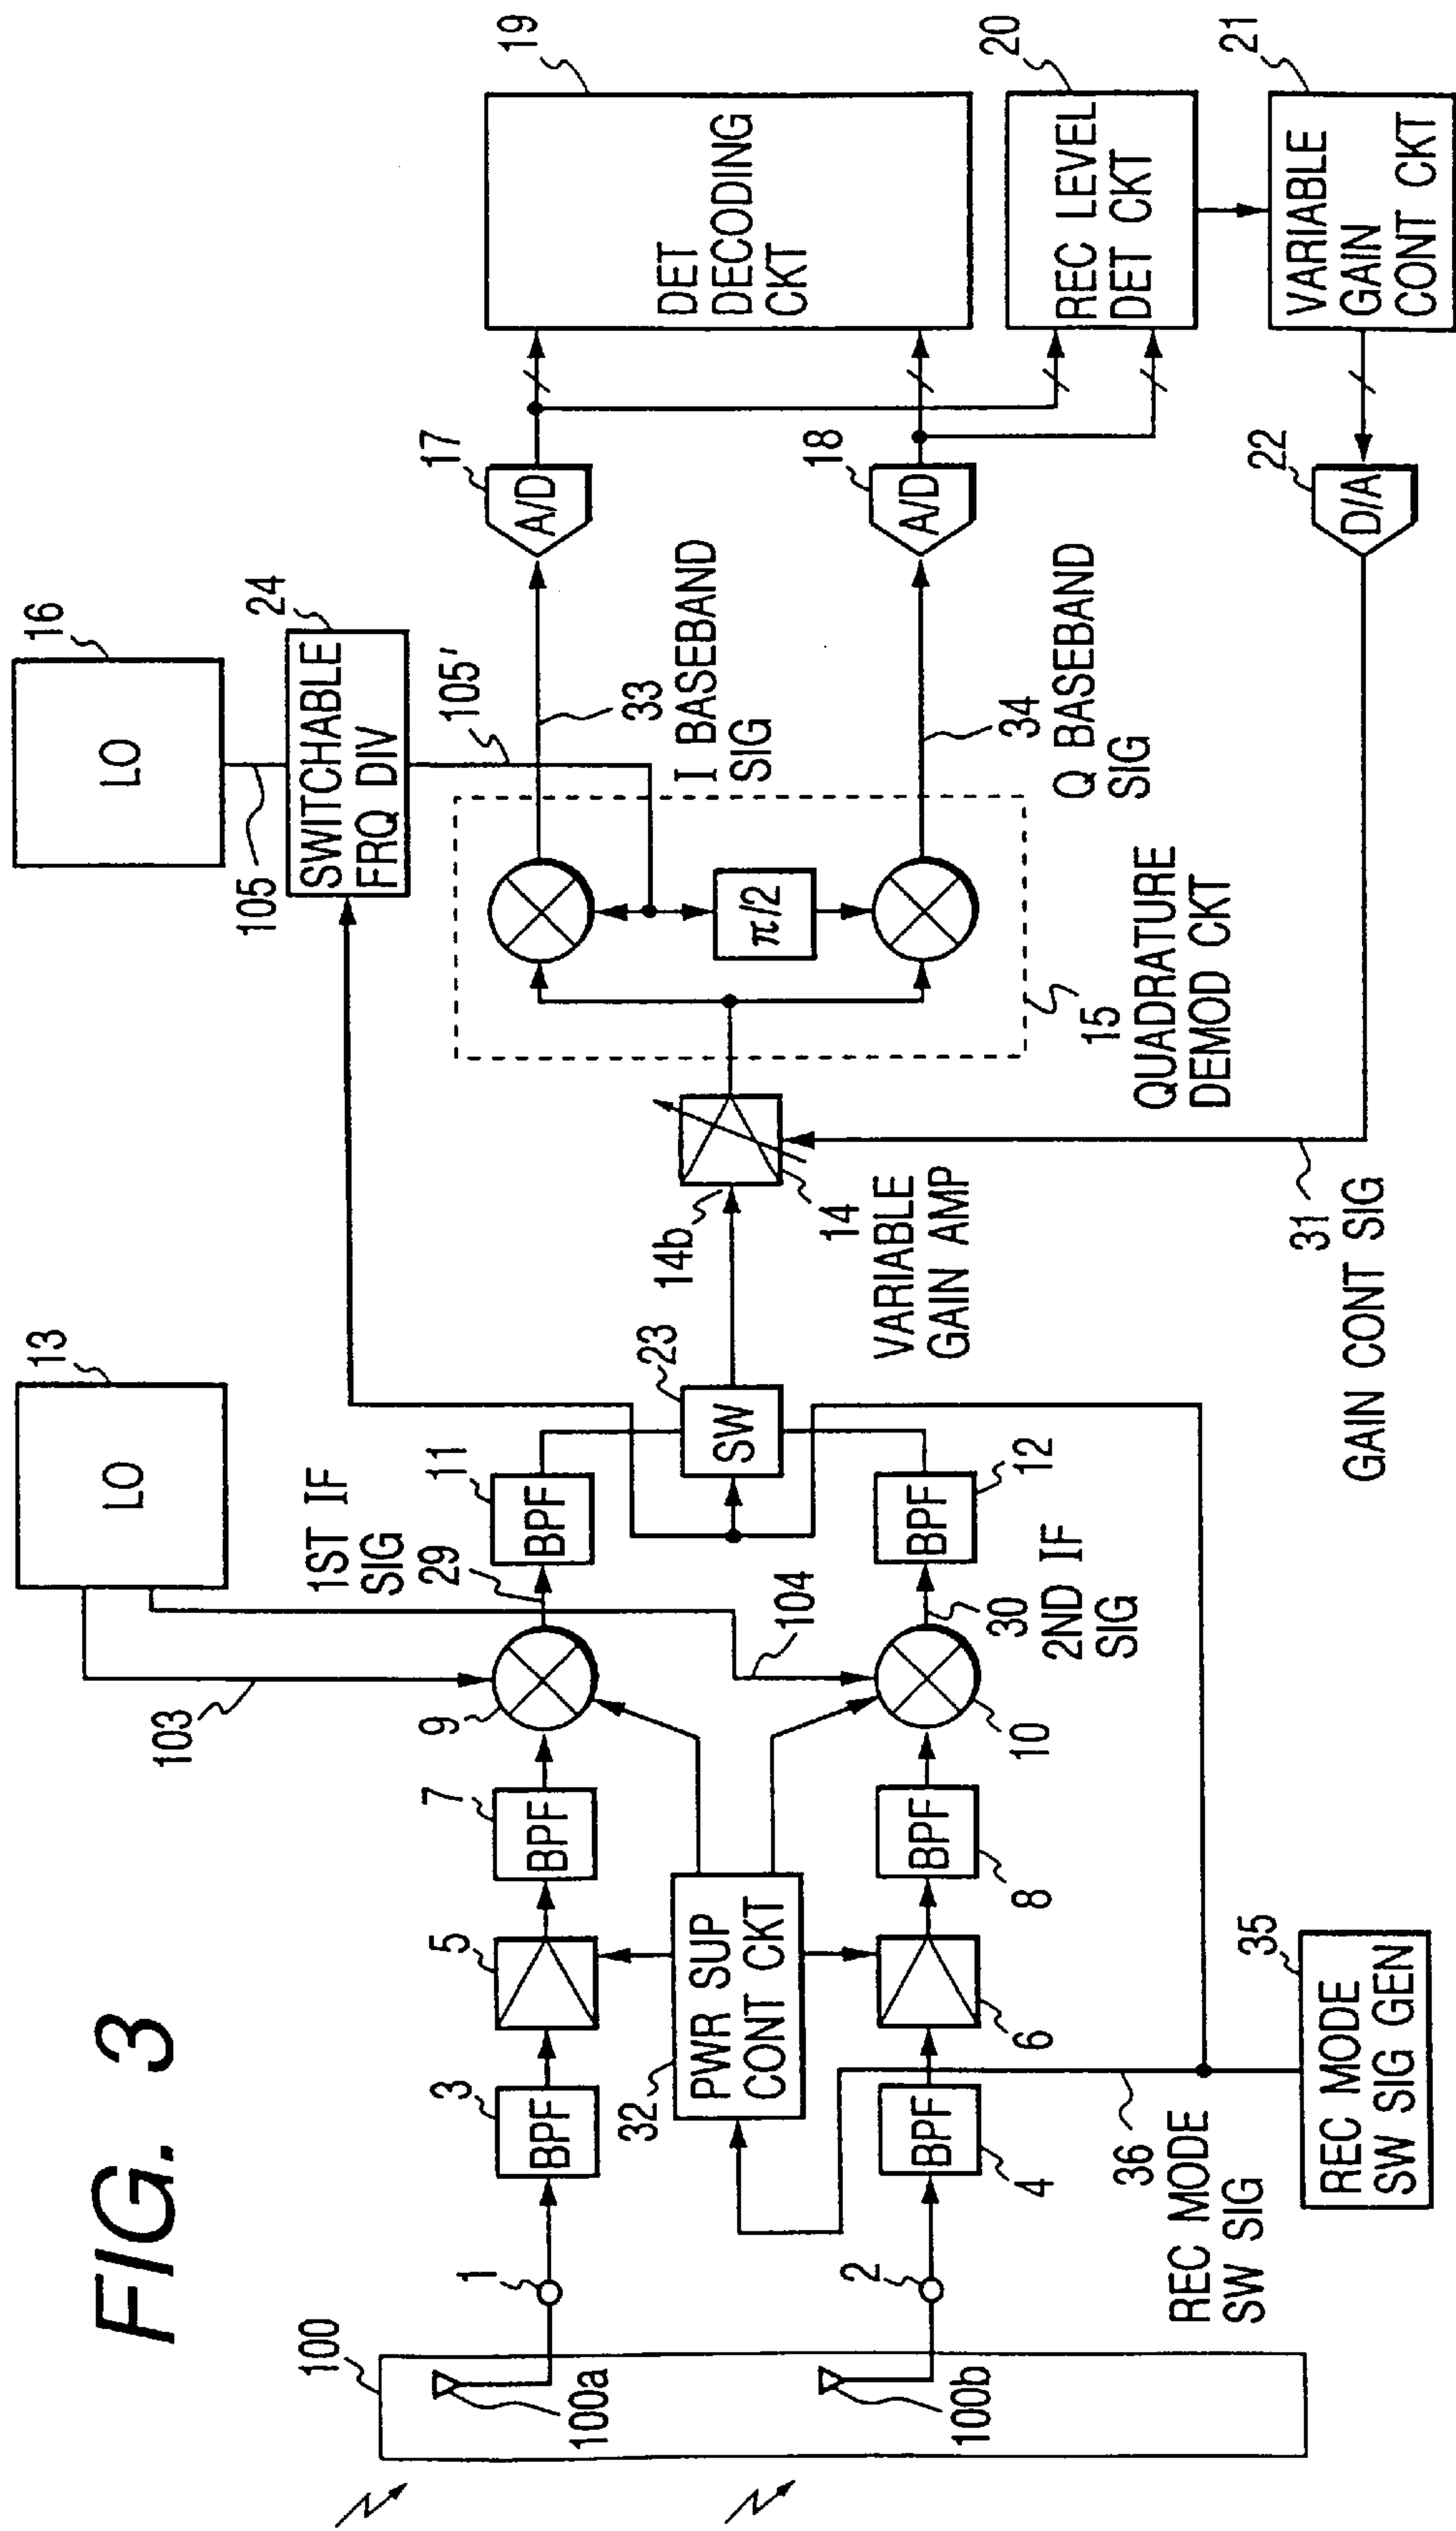 FIG. 3
100
100a
100b
1
2
3
BPF
4
BPF
5
6
7
BPF
8
BPF
32
PWR SUP
CONT CKT
9
10
103
104
13
LO
1ST IF
SIG
29
30
2ND IF
SIG
11
BPF
12
BPF
23
SW
35
REC MODE
SW SIG GEN
36
REC MODE
SW SIG
14b
14
VARIABLE
GAIN AMP
31
GAIN CONT SIG
15
QUADRATURE
DEMOD CKT
π/2
16
LO
105
24
SWITCHABLE
FRQ DIV
105'
33
I BASEBAND
SIG
34
Q BASEBAND
SIG
17
A/D
18
A/D
22
D/A
19
DET
DECODING
CKT
20
REC LEVEL
DET CKT
21
VARIABLE
GAIN
CONT CKT